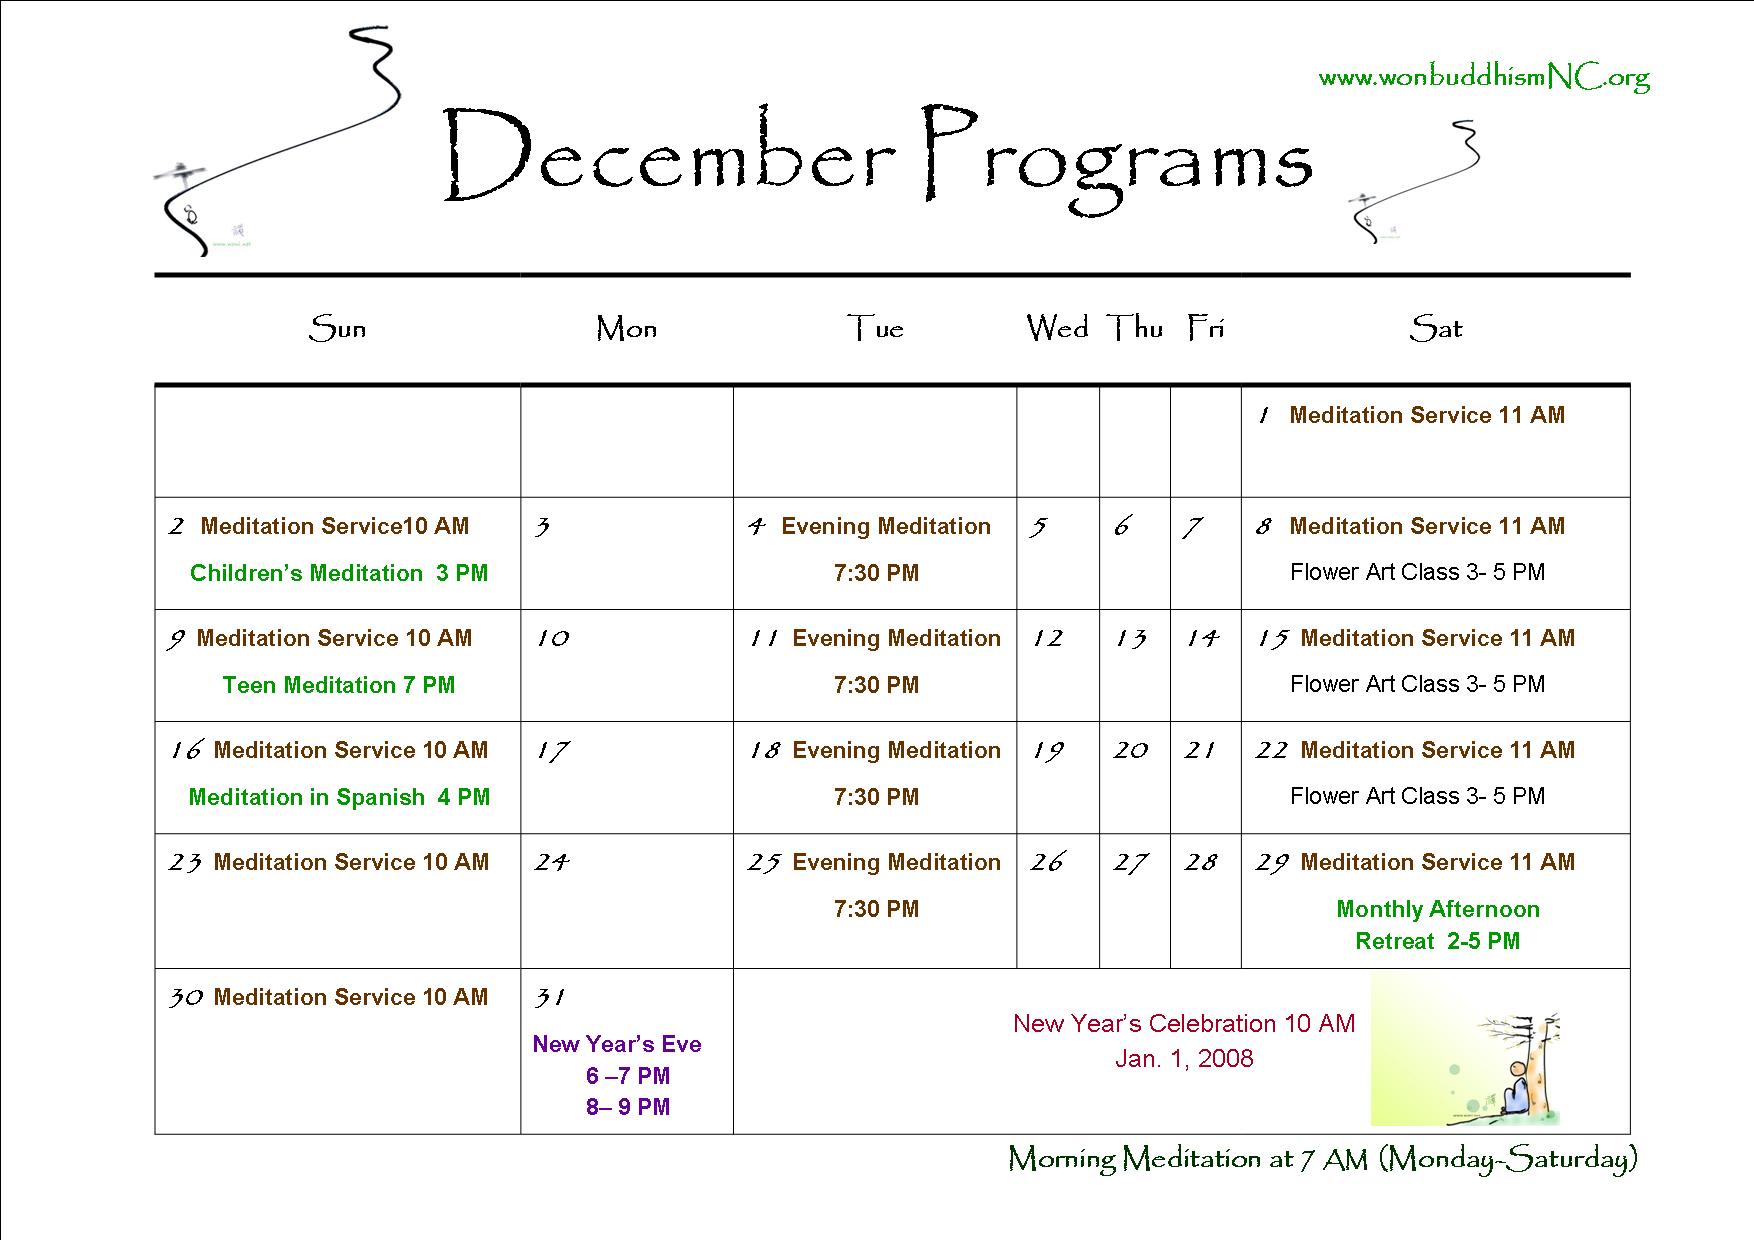 www.wonbuddhismNC.org
December Programs
Sun Mon Tue Wed Thu Fri Sat
1 Meditation Service 11 AM
2 Meditation Service10 AM
Children’s Meditation 3 PM
3
4 Evening Meditation
7:30 PM
5
6
7
8 Meditation Service 11 AM
Flower Art Class 3- 5 PM
9 Meditation Service 10 AM
Teen Meditation 7 PM
10
11 Evening Meditation
7:30 PM
12
13
14
15 Meditation Service 11 AM
Flower Art Class 3- 5 PM
16 Meditation Service 10 AM
Meditation in Spanish 4 PM
17
18 Evening Meditation
7:30 PM
19
20
21
22 Meditation Service 11 AM
Flower Art Class 3- 5 PM
23 Meditation Service 10 AM
24
25 Evening Meditation
7:30 PM
26
27
28
29 Meditation Service 11 AM
Monthly Afternoon
Retreat 2-5 PM
30 Meditation Service 10 AM
31
New Year’s Eve
6 –7 PM
8– 9 PM
New Year’s Celebration 10 AM
Jan. 1, 2008
Morning Meditation at 7 AM (Monday-Saturday)